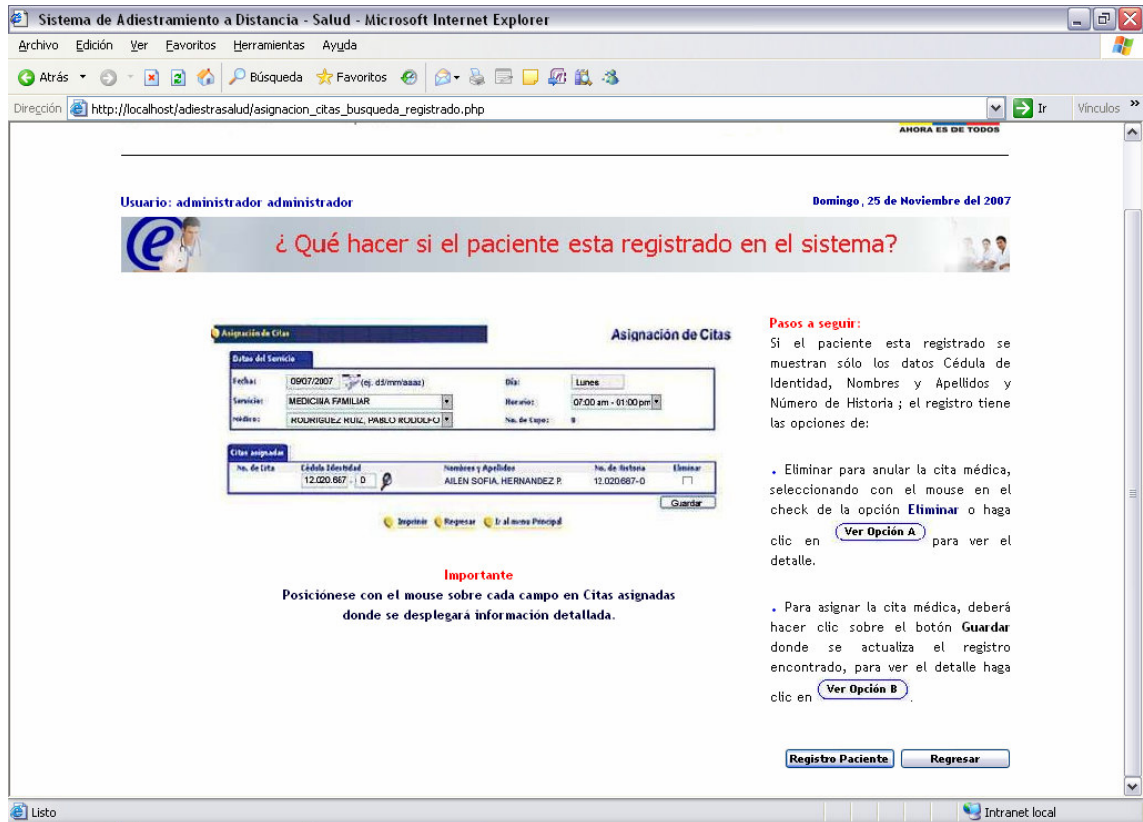 Sistema de Adiestramiento a Distancia - Salud - Microsoft Internet Explorer
Archivo Edición Ver Favoritos Herramientas Ayuda
Atrás Búsqueda Favoritos
Dirección http://localhost/adiestrasalud/asignacion_citas_busqueda_registrado.php Ir Vínculos »
AHORA ES DE TODOS
Usuario: administrador administrador Domingo, 25 de Noviembre del 2007
¿ Qué hacer si el paciente esta registrado en el sistema?
Asignación de Citas Asignación de Citas
Datos del Servicio
Fecha: 09/07/2007 (ej. dd/mm/aaaa) Día: Lunes
Servicio: MEDICINA FAMILIAR Horario: 07:00 am - 01:00 pm
Médico: RODRIGUEZ RUIZ, PABLO RODOLFO No. de Cupo:
Citas asignadas
No. de Cita Cédula Identidad Nombres y Apellidos No. de Historia Eliminar
12.020.687 - 0 AILEN SOFIA, HERNANDEZ P. 12.020687-0
Guardar
Imprimir Regresar Ir al menu Principal
Importante
Posiciónese con el mouse sobre cada campo en Citas asignadas
donde se desplegará información detallada.
Pasos a seguir:
Si el paciente esta registrado se
muestran sólo los datos Cédula de
Identidad, Nombres y Apellidos y
Número de Historia ; el registro tiene
las opciones de:
. Eliminar para anular la cita médica,
seleccionando con el mouse en el
check de la opción Eliminar o haga
clic en Ver Opción A para ver el
detalle.
. Para asignar la cita médica, deberá
hacer clic sobre el botón Guardar
donde se actualiza el registro
encontrado, para ver el detalle haga
clic en Ver Opción B .
Registro Paciente Regresar
Listo Intranet local